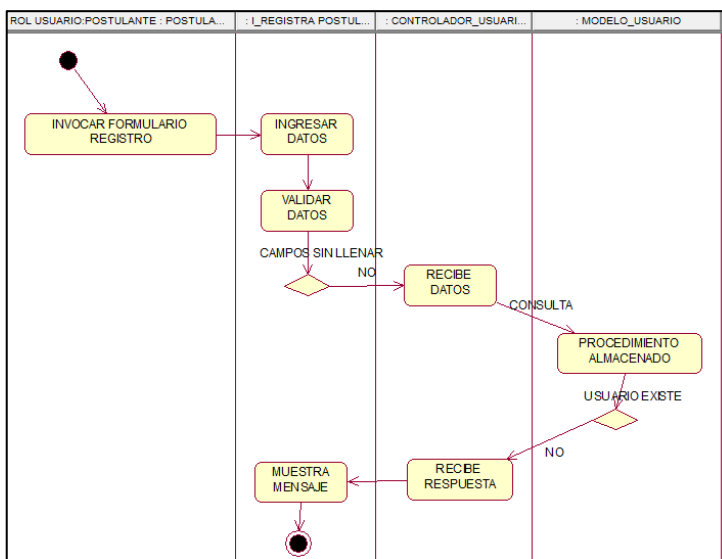 ROL USUARIO:POSTULANTE : POSTULA...
: I_REGISTRA POSTUL...
: CONTROLADOR_USUARI...
: MODELO_USUARIO
INVOCAR FORMULARIO
REGISTRO
INGRESAR
DATOS
VALIDAR
DATOS
CAMPOS SIN LLENAR
NO
RECIBE
DATOS
CONSULTA
PROCEDIMIENTO
ALMACENADO
USUARIO EXISTE
NO
RECIBE
RESPUESTA
MUESTRA
MENSAJE